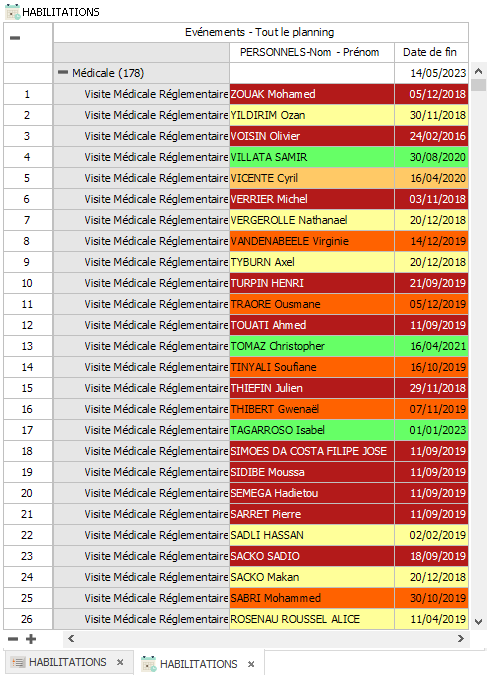 HABILITATIONS
Evénements - Tout le planning
PERSONNELS-Nom - Prénom Date de fin
Médicale (178) 14/05/2023
1 Visite Médicale Réglementaire ZOUAK Mohamed 05/12/2018
2 Visite Médicale Réglementaire YILDIRIM Ozan 30/11/2018
3 Visite Médicale Réglementaire VOISIN Olivier 24/02/2016
4 Visite Médicale Réglementaire VILLATA SAMIR 30/08/2020
5 Visite Médicale Réglementaire VICENTE Cyril 16/04/2020
6 Visite Médicale Réglementaire VERRIER Michel 03/11/2018
7 Visite Médicale Réglementaire VERGEROLLE Nathanael 20/12/2018
8 Visite Médicale Réglementaire VANDENABEELE Virginie 14/12/2019
9 Visite Médicale Réglementaire TYBURN Axel 20/12/2018
10 Visite Médicale Réglementaire TURPIN HENRI 21/09/2019
11 Visite Médicale Réglementaire TRAORE Ousmane 05/12/2019
12 Visite Médicale Réglementaire TOUATI Ahmed 11/09/2019
13 Visite Médicale Réglementaire TOMAZ Christopher 16/04/2021
14 Visite Médicale Réglementaire TINYALI Soufiane 16/10/2019
15 Visite Médicale Réglementaire THIEFIN Julien 29/11/2018
16 Visite Médicale Réglementaire THIBERT Gwenaël 07/11/2019
17 Visite Médicale Réglementaire TAGARROSO Isabel 01/01/2023
18 Visite Médicale Réglementaire SIMOES DA COSTA FILIPE JOSE 11/09/2019
19 Visite Médicale Réglementaire SIDIBE Moussa 11/09/2019
20 Visite Médicale Réglementaire SEMEGA Hadietou 11/09/2019
21 Visite Médicale Réglementaire SARRET Pierre 11/09/2019
22 Visite Médicale Réglementaire SADLI HASSAN 02/02/2019
23 Visite Médicale Réglementaire SACKO SADIO 18/09/2019
24 Visite Médicale Réglementaire SACKO Makan 20/12/2018
25 Visite Médicale Réglementaire SABRI Mohammed 30/10/2019
26 Visite Médicale Réglementaire ROSENAU ROUSSEL ALICE 11/04/2019
HABILITATIONS HABILITATIONS